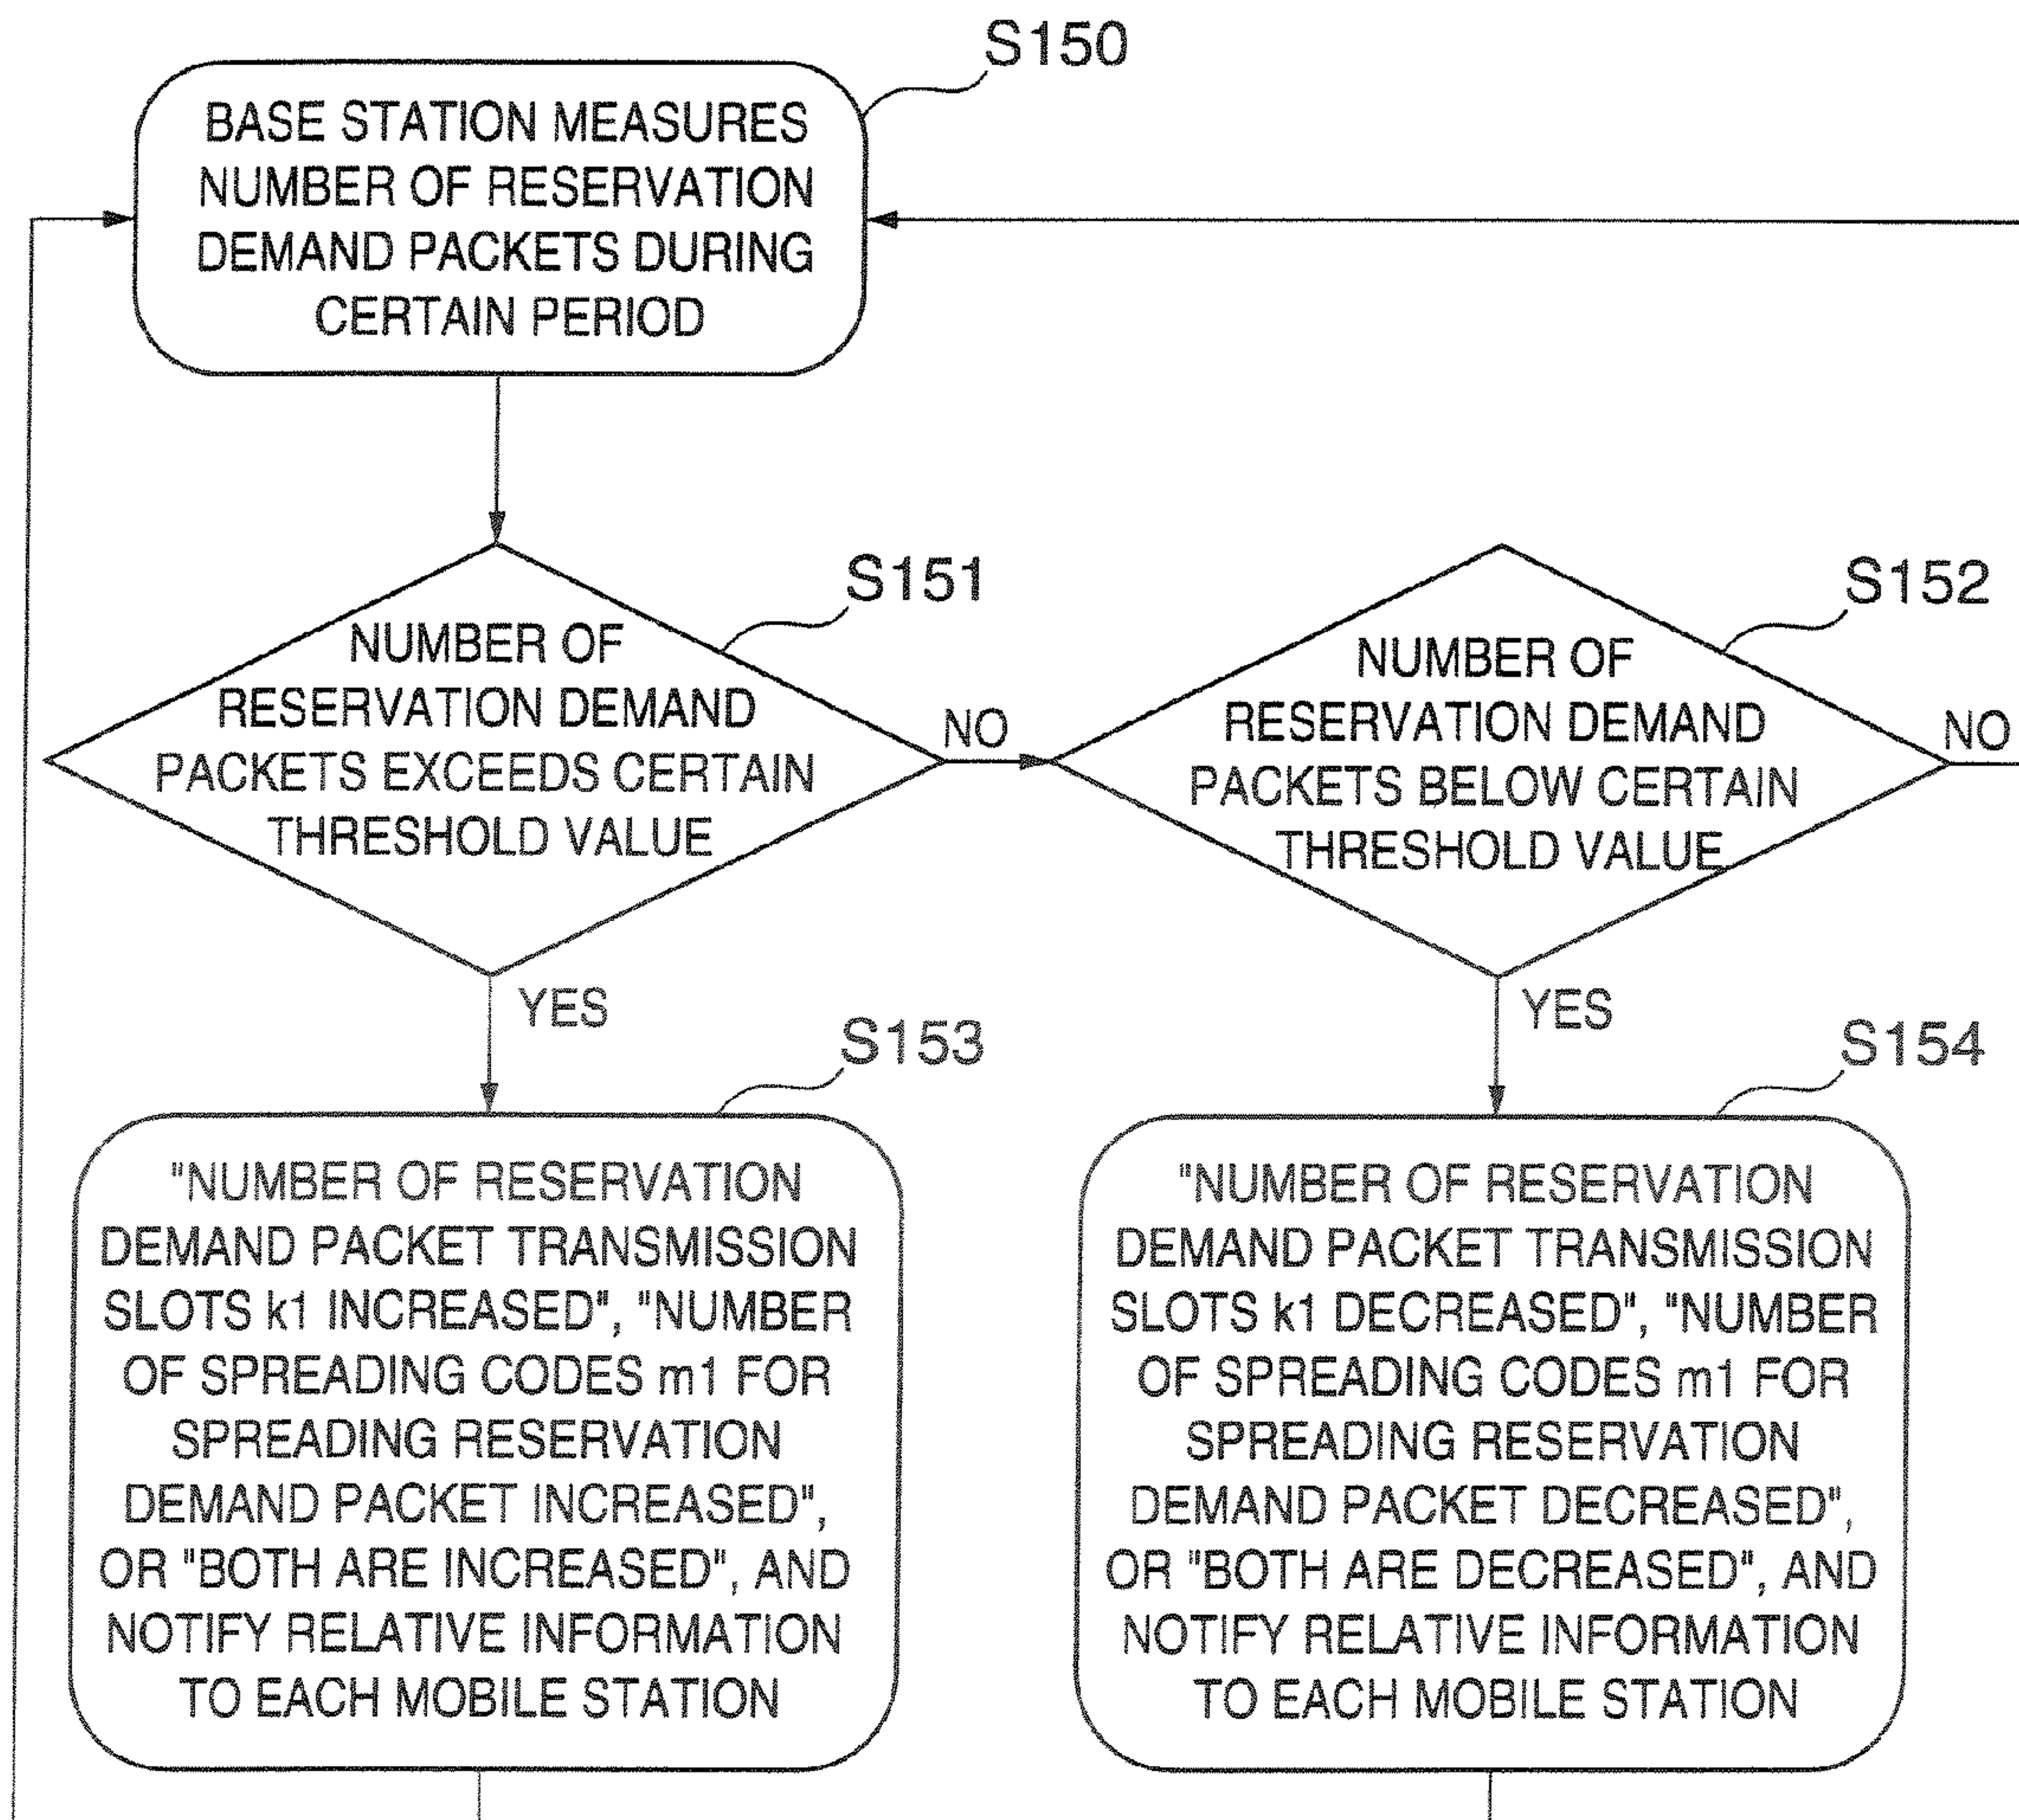 S150
BASE STATION MEASURES
NUMBER OF RESERVATION
DEMAND PACKETS DURING
CERTAIN PERIOD
S151
NUMBER OF
RESERVATION DEMAND
PACKETS EXCEEDS CERTAIN
THRESHOLD VALUE
NO
YES
S152
NUMBER OF
RESERVATION DEMAND
PACKETS BELOW CERTAIN
THRESHOLD VALUE
NO
YES
S153
"NUMBER OF RESERVATION
DEMAND PACKET TRANSMISSION
SLOTS k1 INCREASED", "NUMBER
OF SPREADING CODES m1 FOR
SPREADING RESERVATION
DEMAND PACKET INCREASED",
OR "BOTH ARE INCREASED", AND
NOTIFY RELATIVE INFORMATION
TO EACH MOBILE STATION
S154
"NUMBER OF RESERVATION
DEMAND PACKET TRANSMISSION
SLOTS k1 DECREASED", "NUMBER
OF SPREADING CODES m1 FOR
SPREADING RESERVATION
DEMAND PACKET DECREASED",
OR "BOTH ARE DECREASED", AND
NOTIFY RELATIVE INFORMATION
TO EACH MOBILE STATION